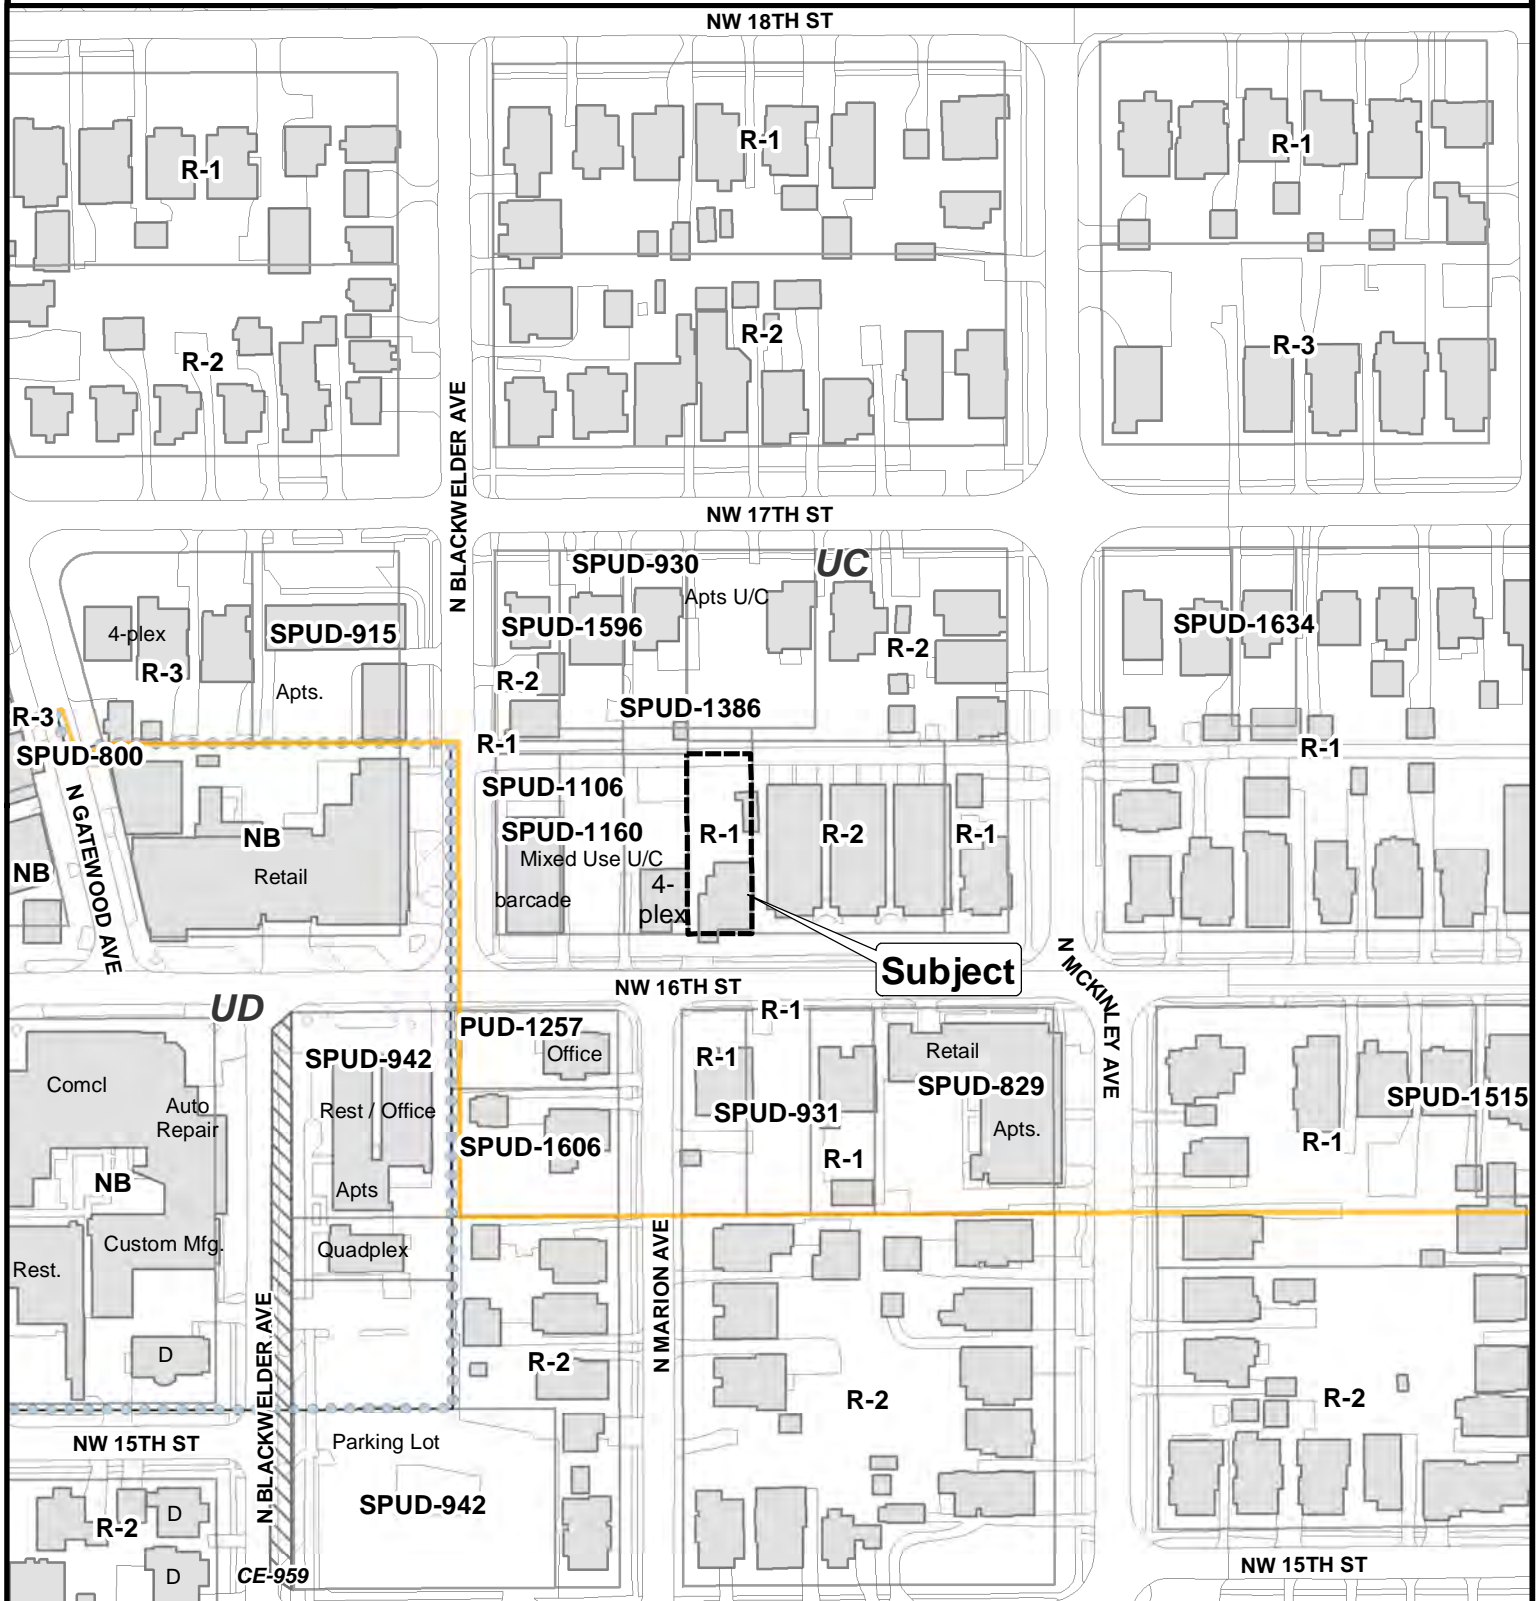 NW 18TH ST
R-1
R-1
R-1
R-2
R-2
R-3
N BLACKWELDER AVE
NW 17TH ST
SPUD-930
UC
Apts U/C
4-plex
SPUD-915
SPUD-1596
SPUD-1634
R-3
R-2
R-2
Apts.
R-3
SPUD-1386
SPUD-800
R-1
R-1
SPUD-1106
N GATEWOOD AVE
NB
SPUD-1160
R-1
R-2
R-1
Mixed Use U/C
NB
Retail
barcade
4-
plex
Subject
N MCKINLEY AVE
NW 16TH ST
UD
R-1
PUD-1257
SPUD-942
Office
R-1
Retail
Comcl
SPUD-829
SPUD-1515
Auto
Repair
Rest / Office
SPUD-931
Apts.
SPUD-1606
R-1
R-1
NB
Apts
Custom Mfg.
Quadplex
Rest.
N MARION AVE
N BLACKWELDER AVE
D
R-2
R-2
R-2
NW 15TH ST
Parking Lot
SPUD-942
D
R-2
NW 15TH ST
D
CE-959